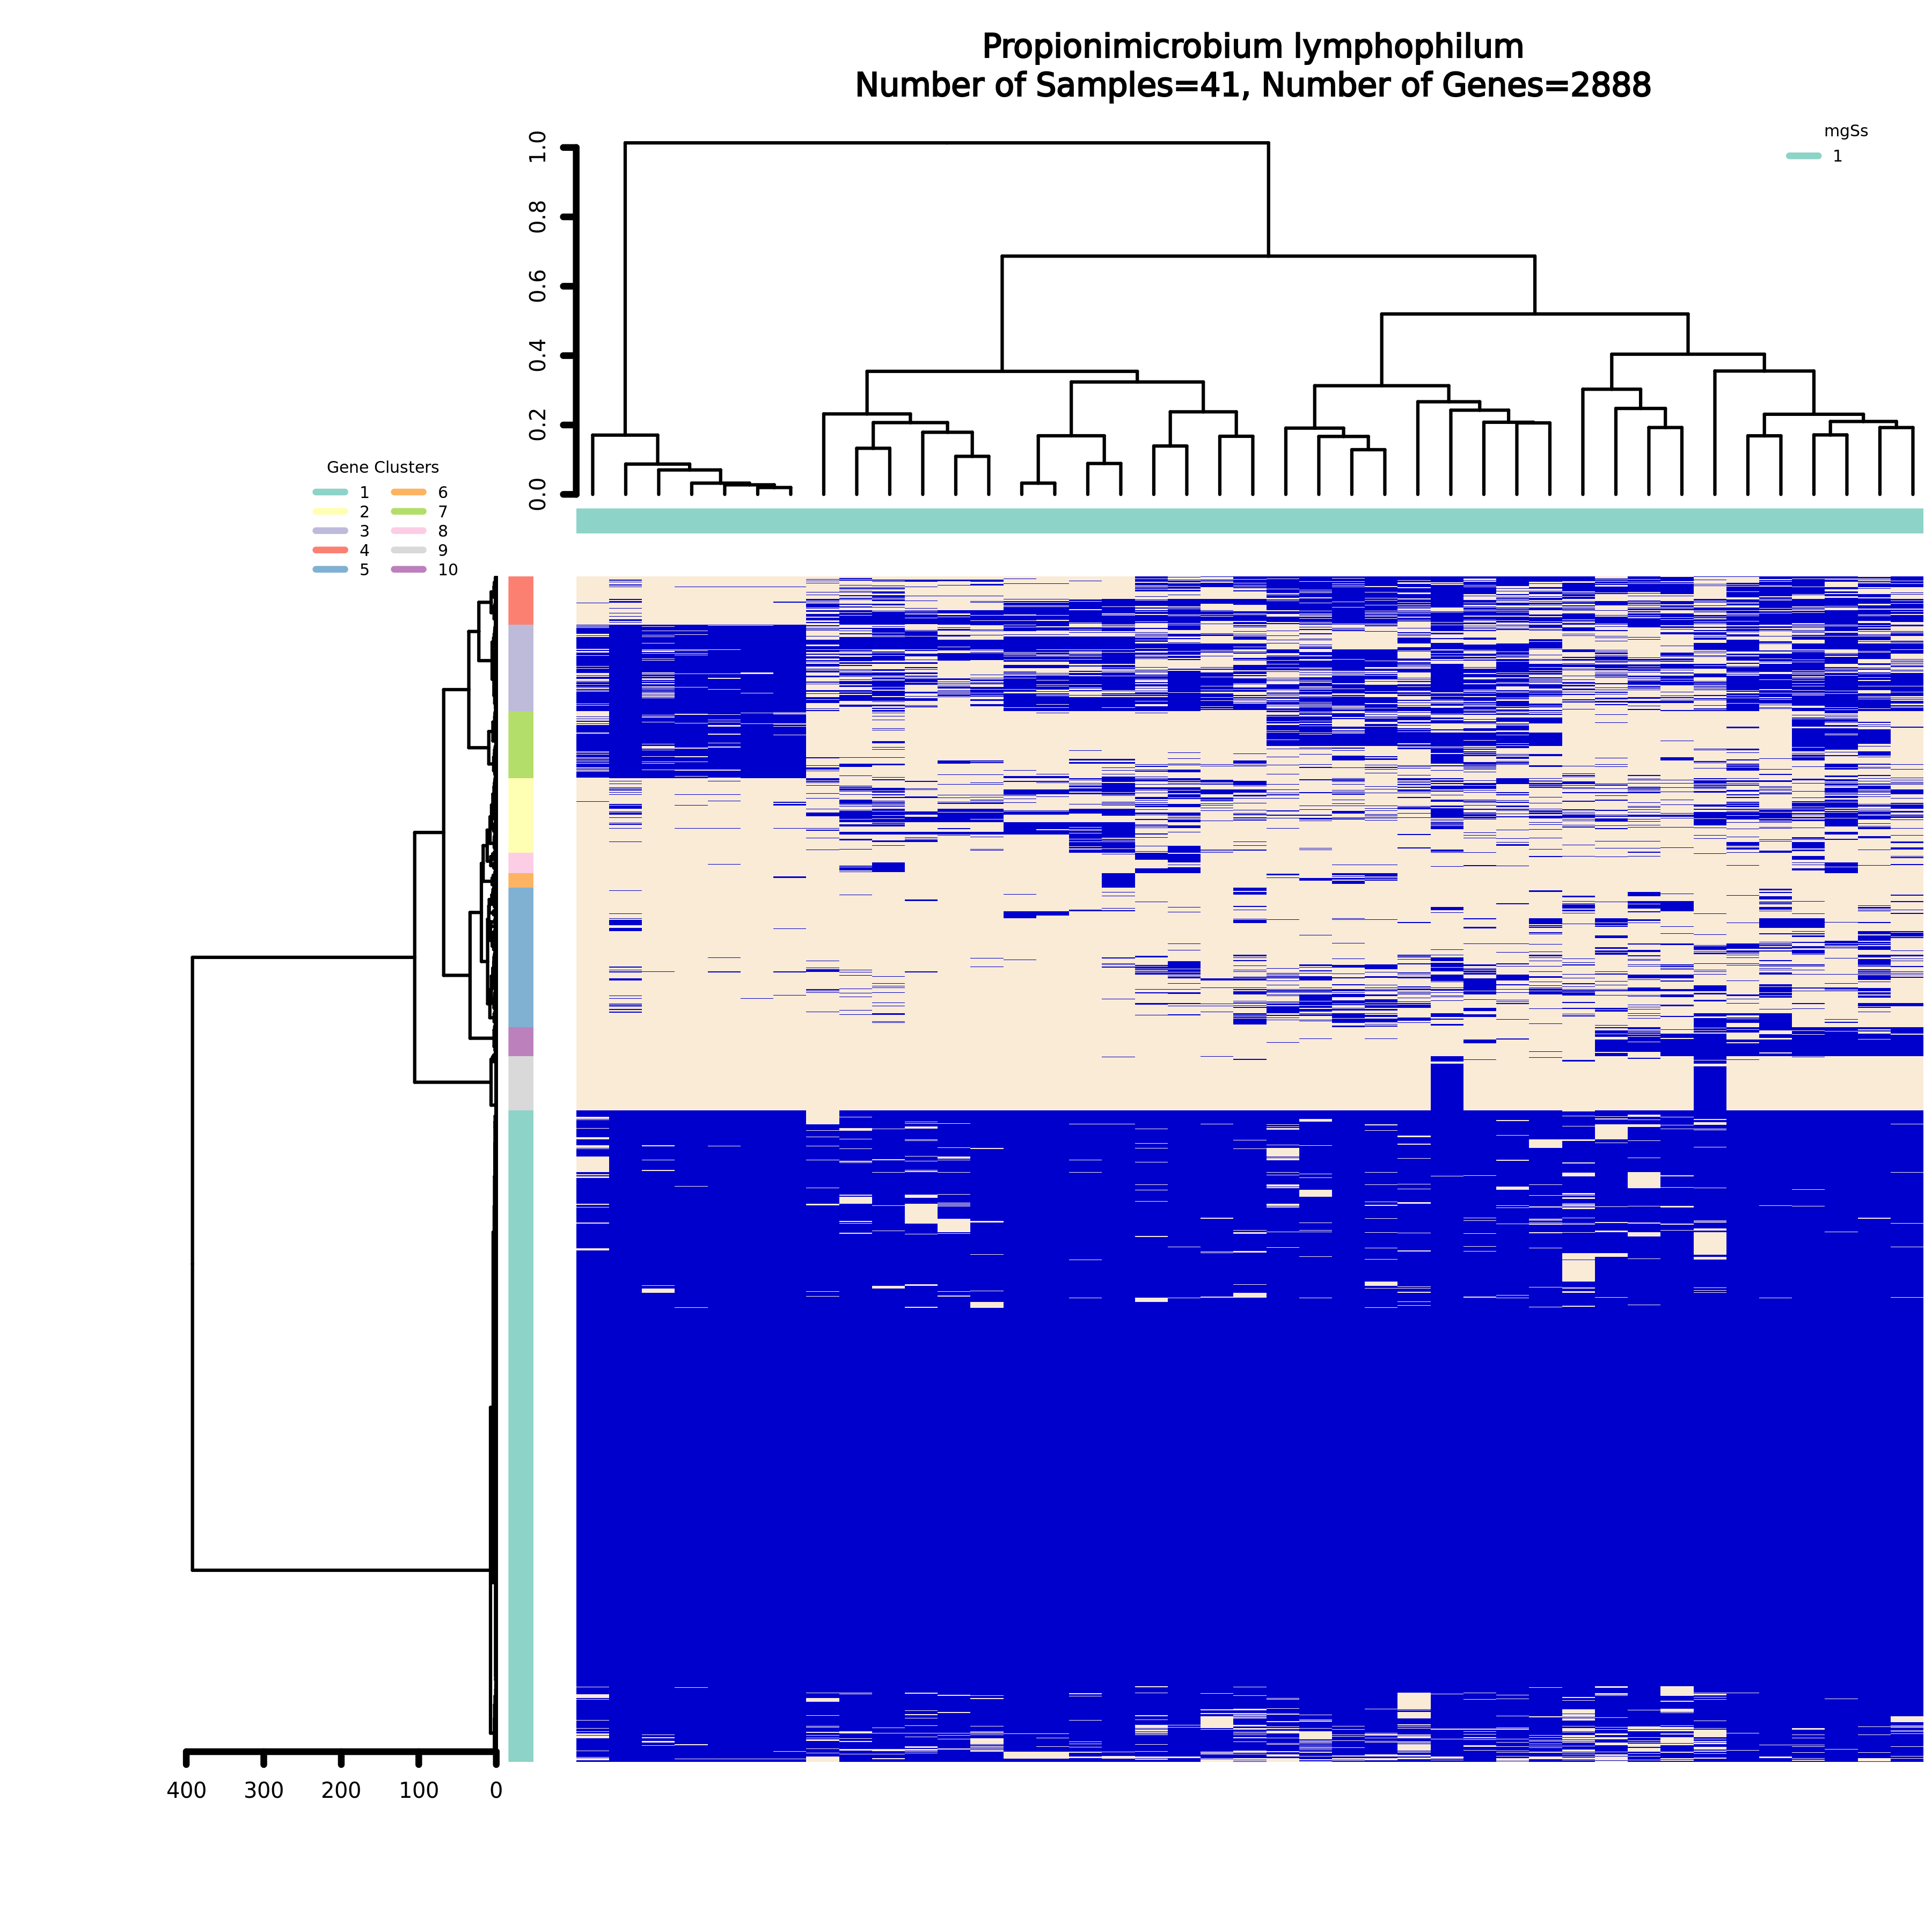 Propionimicrobium lymphophilum
Number of Samples=41, Number of Genes=2888
mgSs
1
1.0
0.8
0.6
0.4
0.2
0.0
Gene Clusters
1 6
2 7
3 8
4 9
5 10
400 300 200 100 0